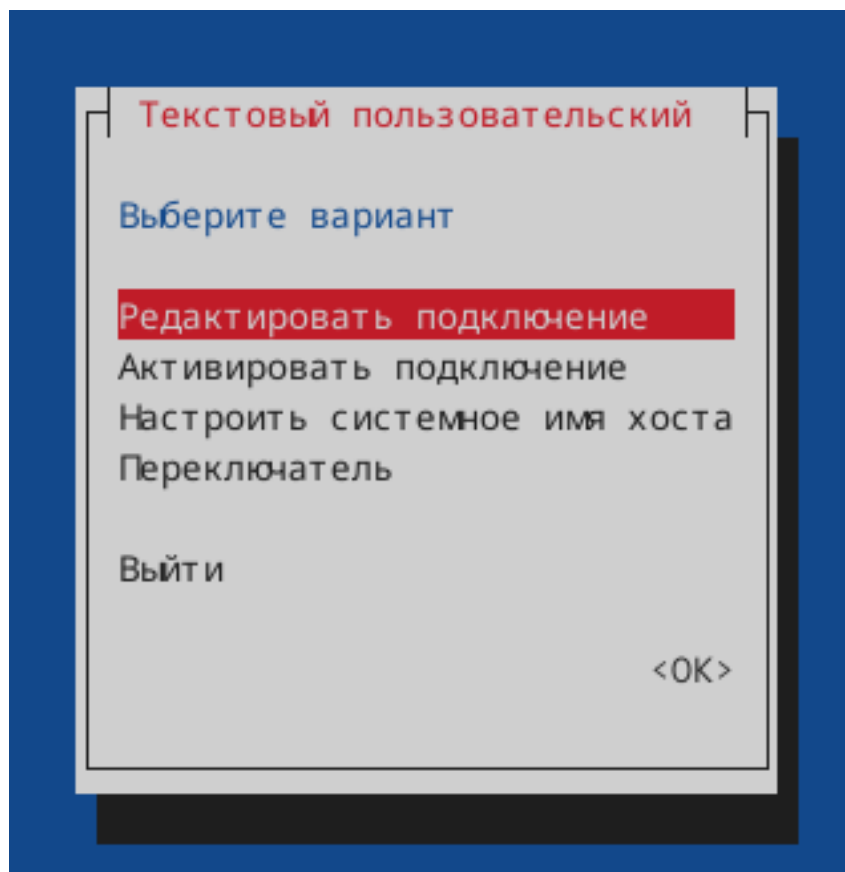 Текстовый пользовательский
Выберите вариант
Редактировать подключение
Активировать подключение
Настроить системное имя хоста
Переключатель
Выйти
<OK>